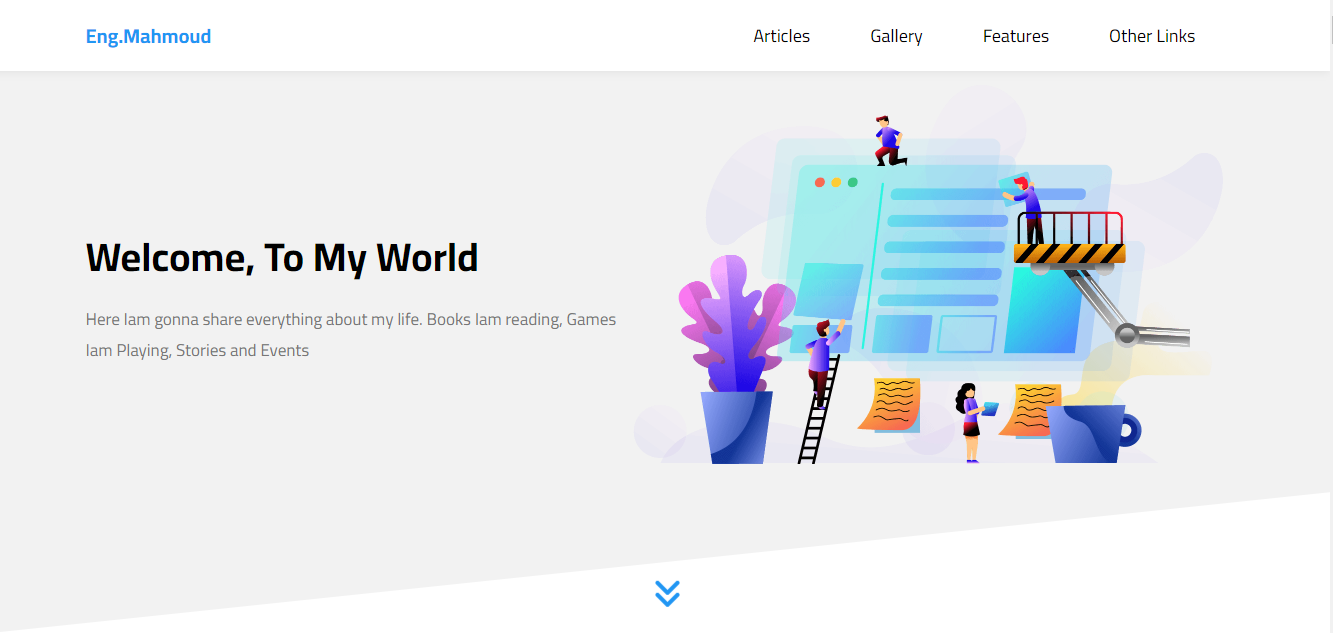 Eng.Mahmoud
Articles
Gallery
Features
Other Links
Welcome, To My World
Here Iam gonna share everything about my life. Books Iam reading, Games
Iam Playing, Stories and Events